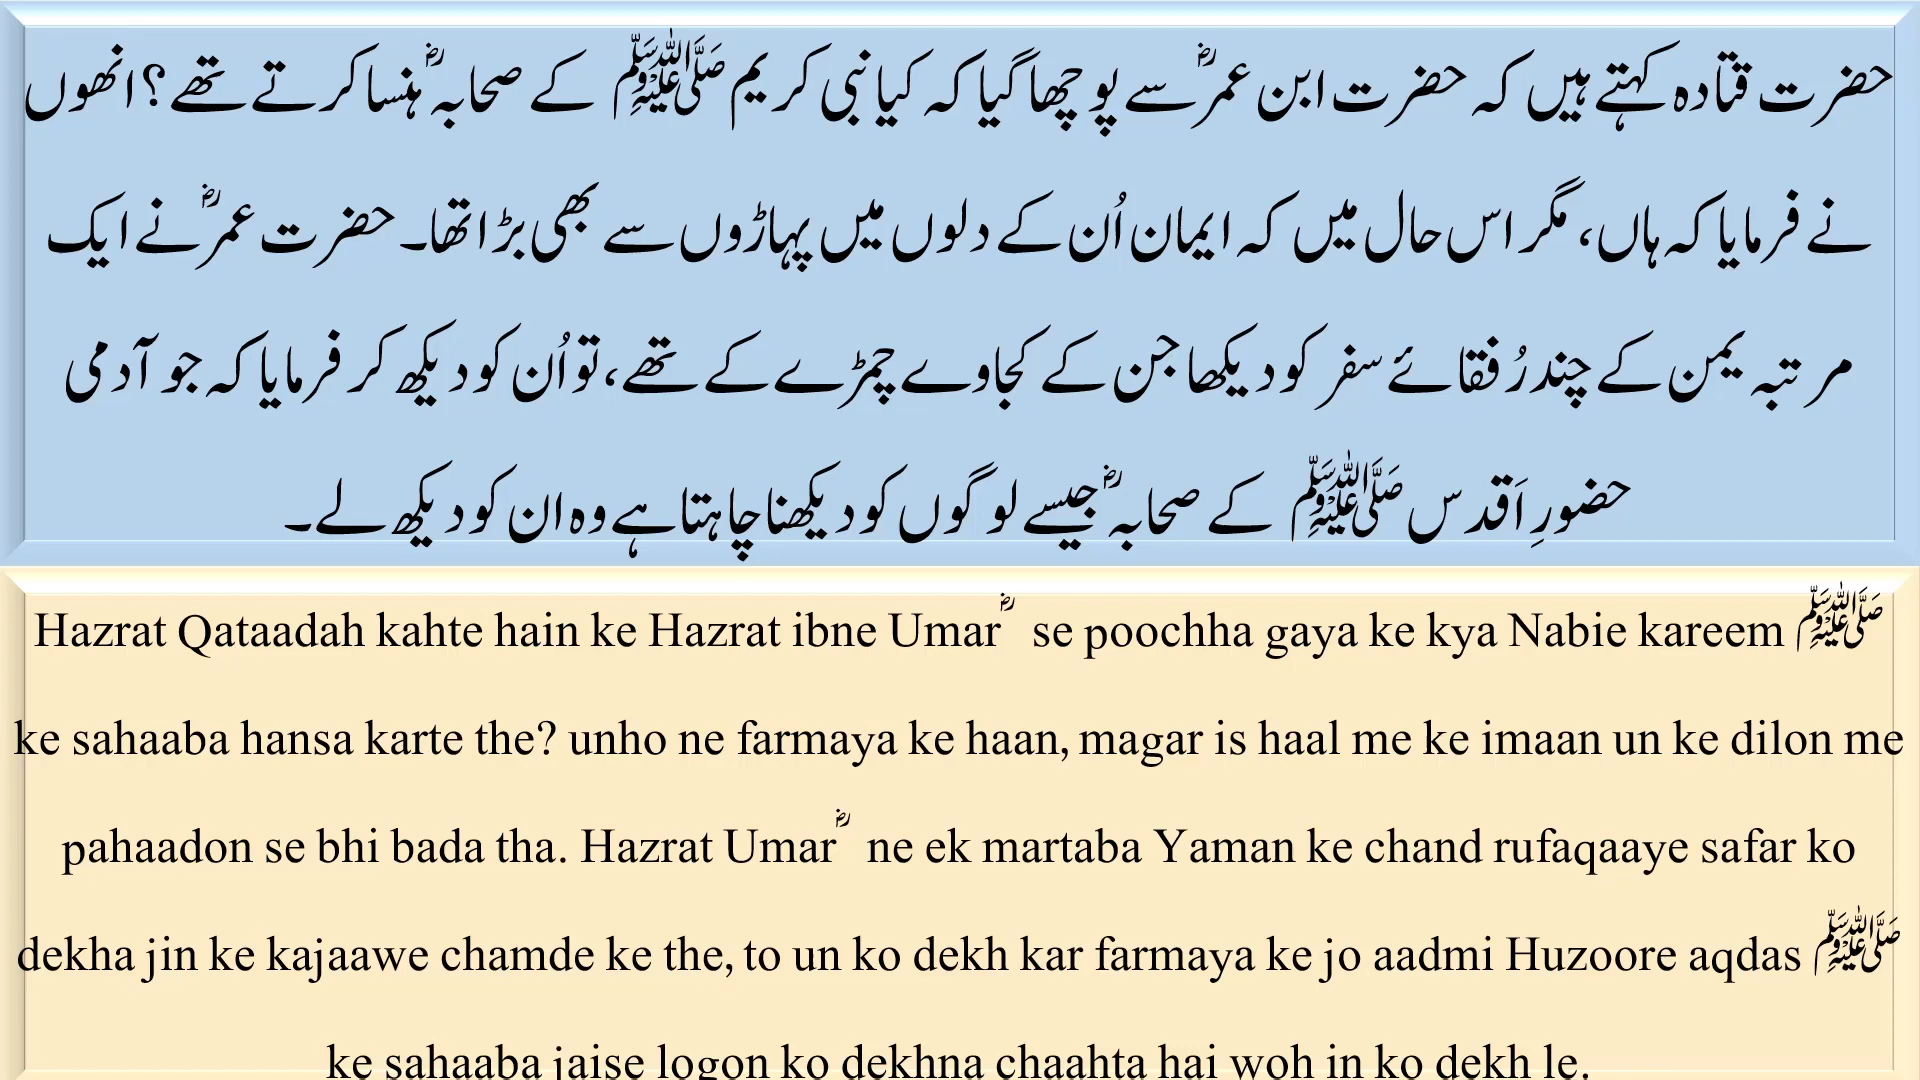 حضرت قتادہ کہتے ہیں کہ حضرت ابن عمرؓ سے پوچھا گیا کہ کیا نبی کریم ﷺ کے صحابہؓ ہنسا کرتے تھے؟ انھوں
نے فرمایا کہ ہاں، مگر اس حال میں کہ ایمان اُن کے دلوں میں پہاڑوں سے بھی بڑا تھا۔ حضرت عمرؓ نے ایک
مرتبہ یمن کے چند رُفقائے سفر کو دیکھا جن کے کجاوے چمڑے کے تھے، تو اُن کو دیکھ کر فرمایا کہ جو آدمی
حضورِ اَقدس ﷺ کے صحابہؓ جیسے لوگوں کو دیکھنا چاہتا ہے وہ ان کو دیکھ لے۔
Hazrat Qataadah kahte hain ke Hazrat ibne Umarؓ se poochha gaya ke kya Nabie kareem ﷺ
ke sahaaba hansa karte the? unho ne farmaya ke haan, magar is haal me ke imaan un ke dilon me
pahaadon se bhi bada tha. Hazrat Umarؓ ne ek martaba Yaman ke chand rufaqaaye safar ko
dekha jin ke kajaawe chamde ke the, to un ko dekh kar farmaya ke jo aadmi Huzoore aqdas ﷺ
ke sahaaba jaise logon ko dekhna chaahta hai woh in ko dekh le.